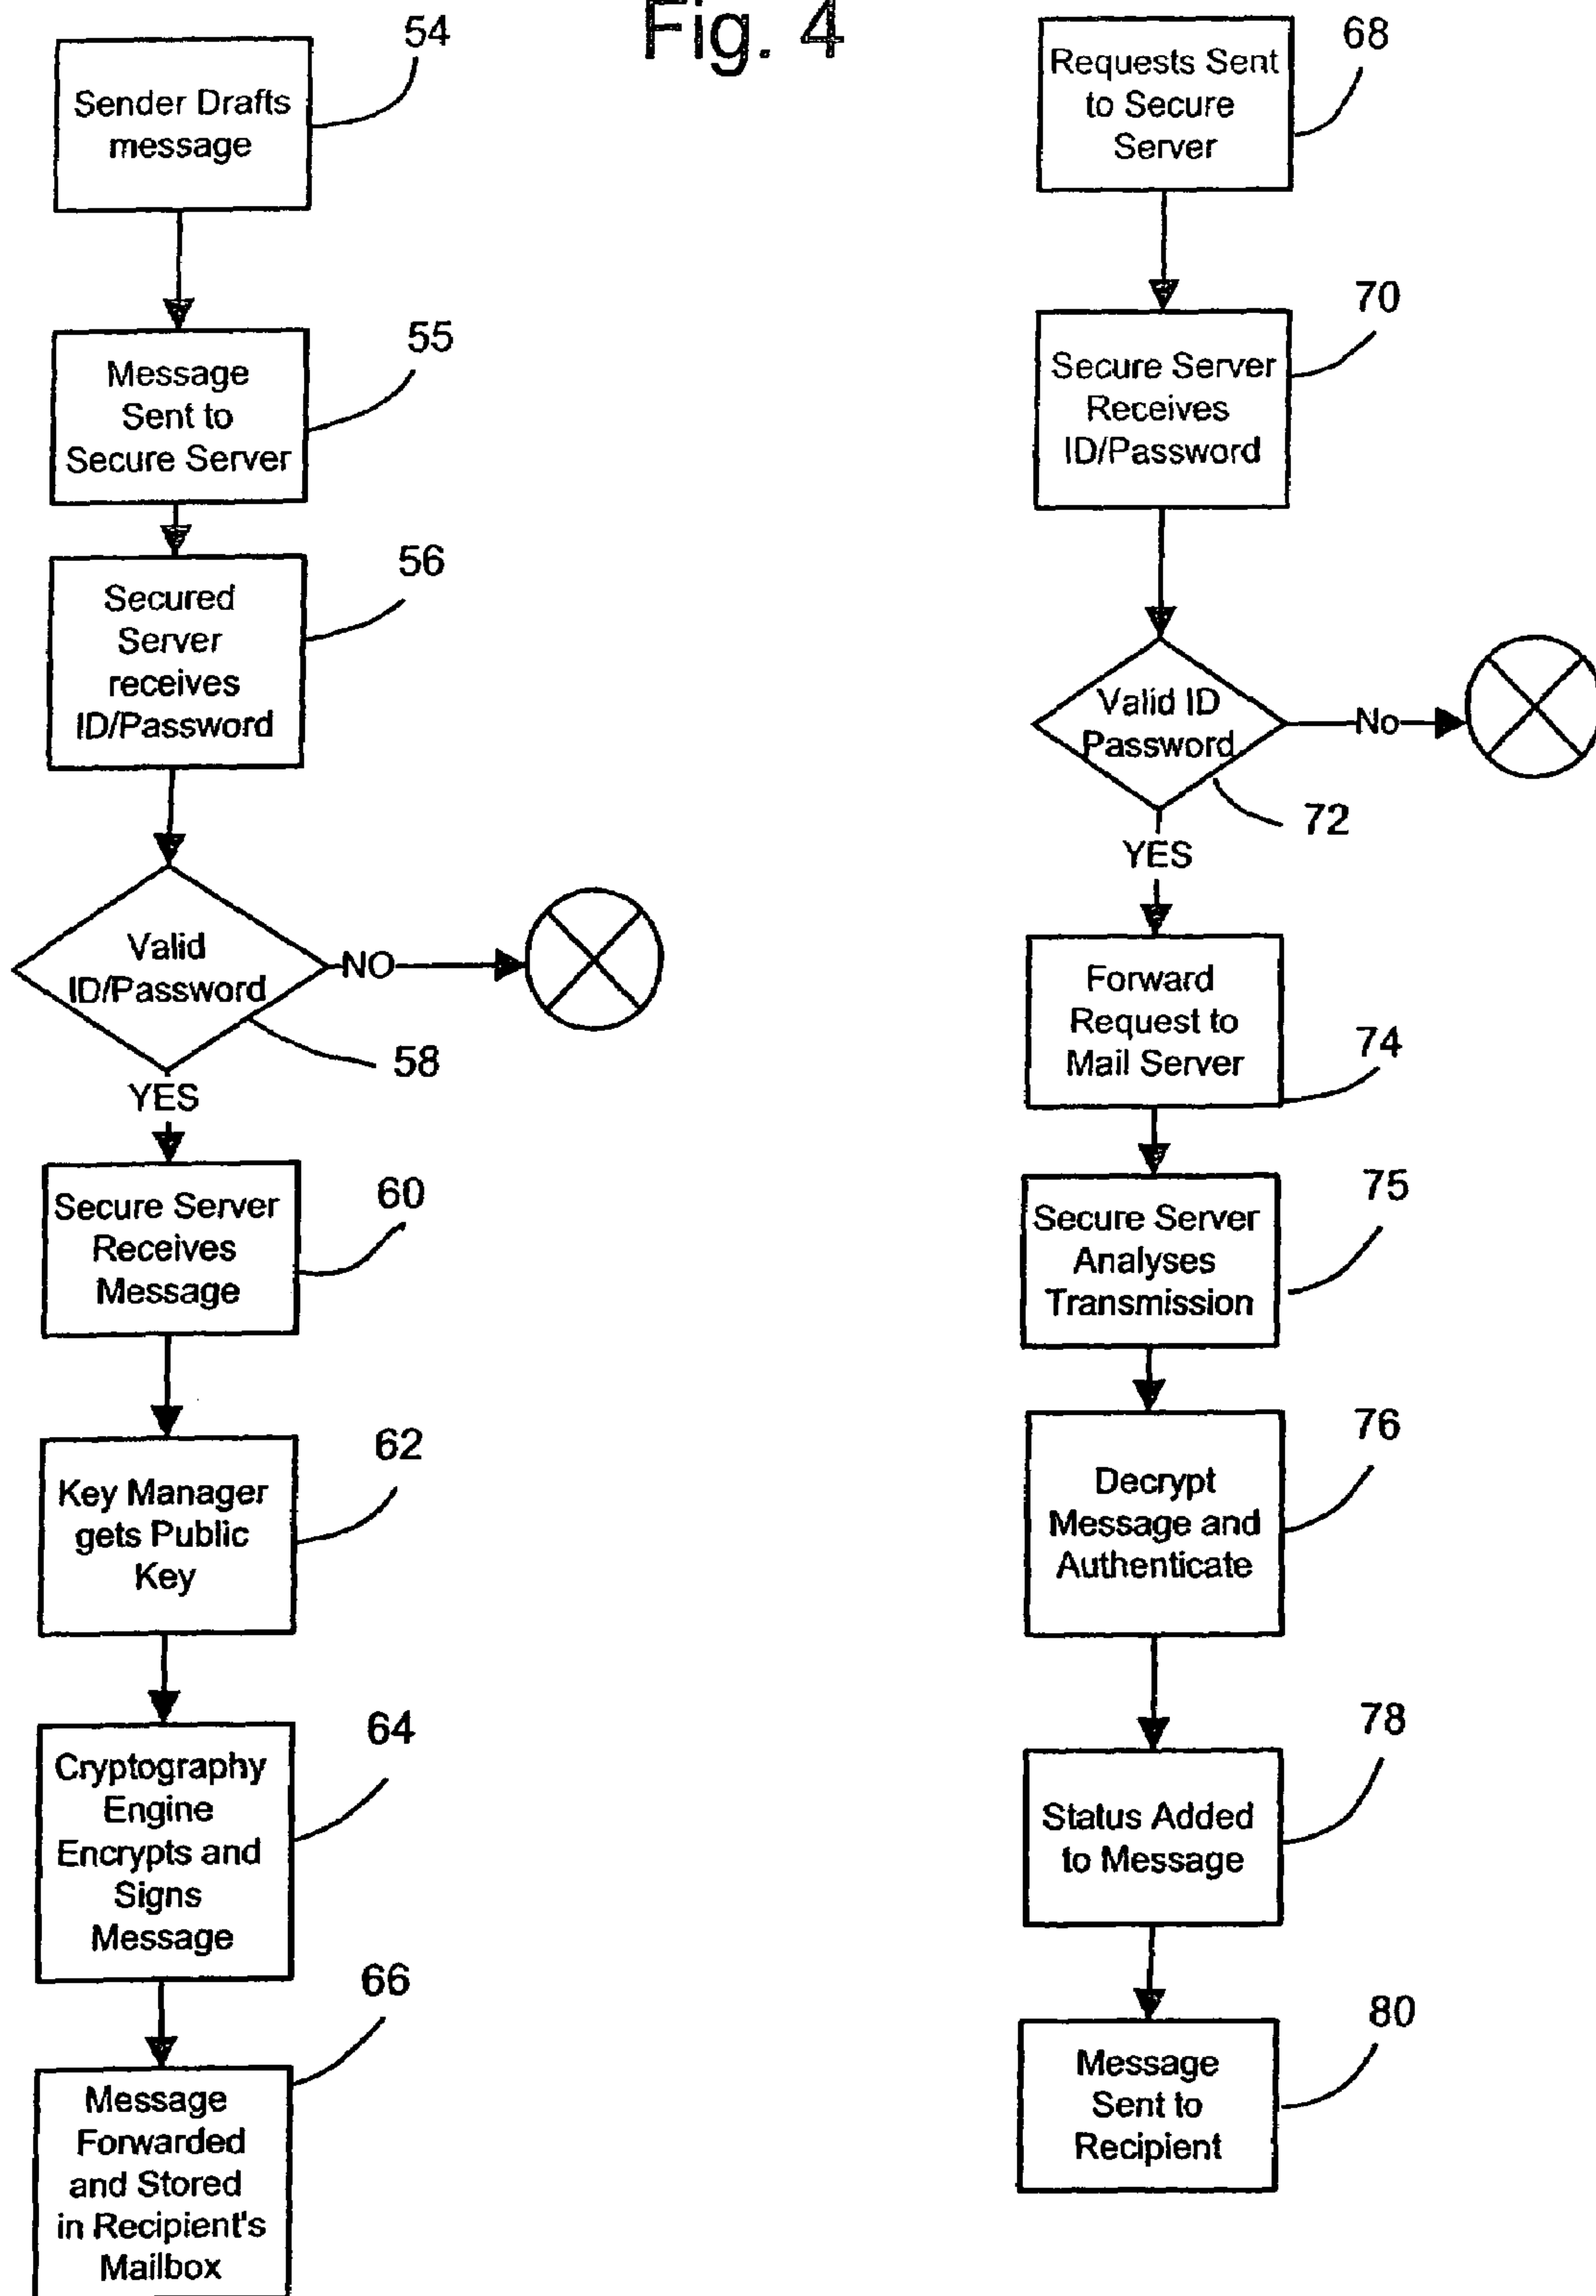 Fig. 4
54
Sender Drafts
message
55
Message
Sent to
Secure Server
56
Secured
Server
receives
ID/Password
Valid
ID/Password
NO
58
YES
60
Secure Server
Receives
Message
62
Key Manager
gets Public
Key
64
Cryptography
Engine
Encrypts and
Signs
Message
66
Message
Forwarded
and Stored
in Recipient's
Mailbox
68
Requests Sent
to Secure
Server
70
Secure Server
Receives
ID/Password
Valid ID
Password
No
72
YES
Forward
Request to
Mail Server
74
75
Secure Server
Analyses
Transmission
76
Decrypt
Message and
Authenticate
78
Status Added
to Message
80
Message
Sent to
Recipient